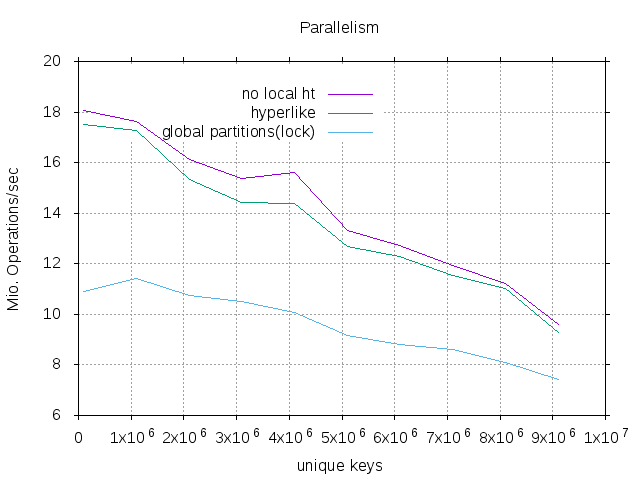 Parallelism
no local ht
hyperlike
global partitions(lock)
Mio. Operations/sec
20
18
16
14
12
10
8
6
0 1x10^6 2x10^6 3x10^6 4x10^6 5x10^6 6x10^6 7x10^6 8x10^6 9x10^6 1x10^7
unique keys